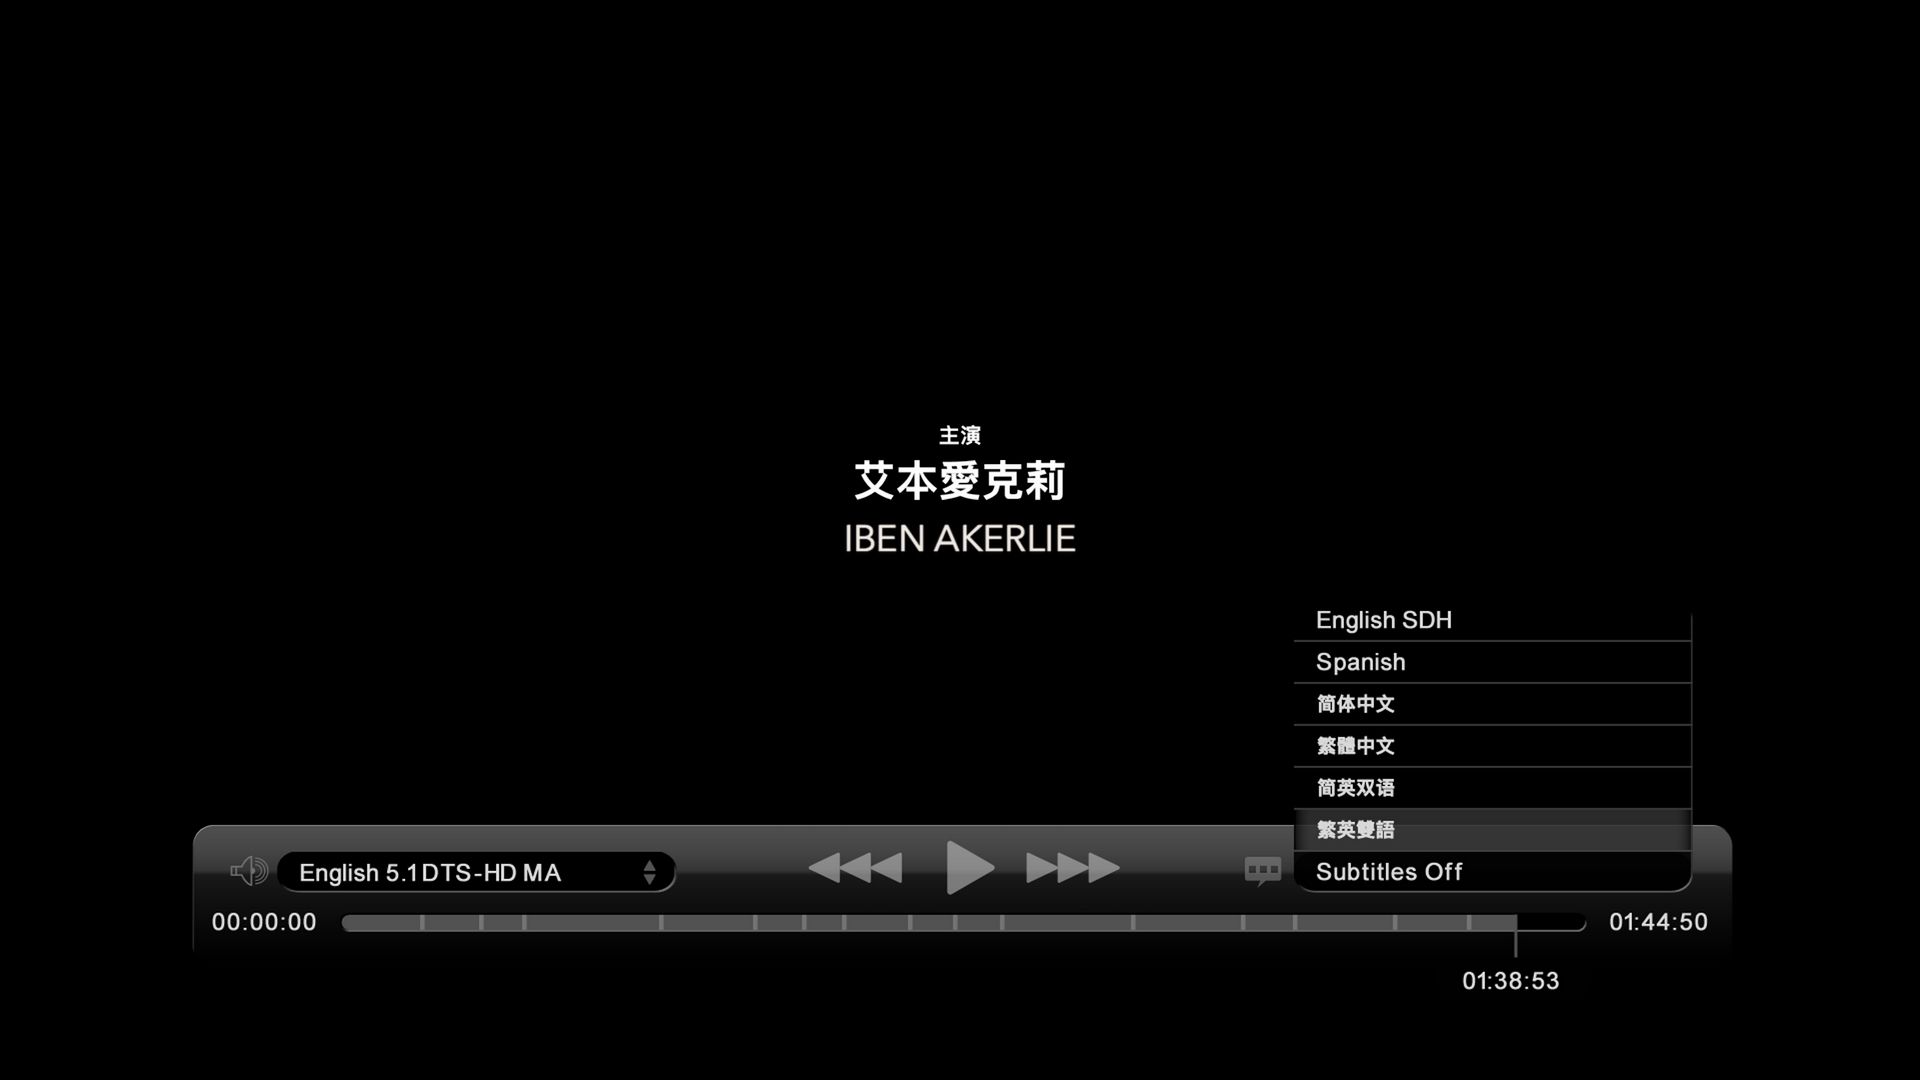 主演
艾本愛克莉
IBEN AKERLIE
English SDH
Spanish
简体中文
繁體中文
简英双语
繁英雙語
Subtitles Off
English 5.1 DTS-HD MA
00:00:00
01:44:50
01:38:53